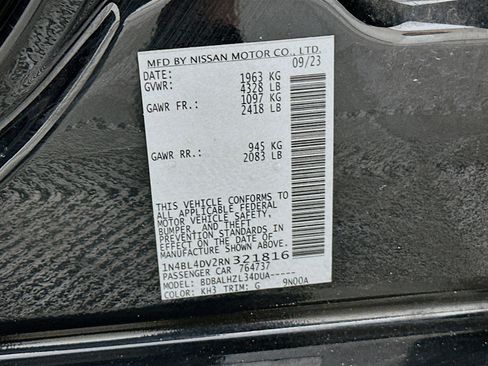 MFD BY NISSAN MOTOR CO., LTD.
DATE: 09/23
GVWR: 1963 KG
4328 LB
GAWR FR.: 1097 KG
2418 LB
GAWR RR.: 945 KG
2083 LB
THIS VEHICLE CONFORMS TO
ALL APPLICABLE FEDERAL
MOTOR VEHICLE SAFETY,
BUMPER, AND THEFT
PREVENTION STANDARDS IN
EFFECT ON THE DATE OF
MANUFACTURE SHOWN ABOVE.
1N4BL4DV2RN321816
PASSENGER CAR 764737
MODEL: BDBALHZL34DUA-----
COLOR: KH3 TRIM: G 9N00A